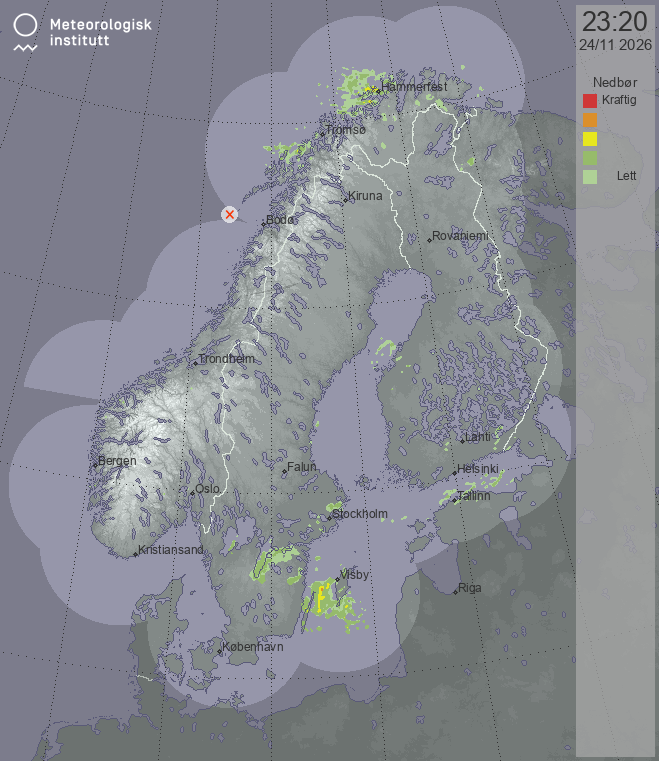 Meteorologisk
institutt
23:20
24/11 2026
Nedbør
Kraftig
Lett
Hammerfest
Tromsø
Kiruna
Bodø
Rovaniemi
Trondheim
Lahti
Bergen
Falun
Helsinki
Oslo
Tallinn
Stockholm
Kristiansand
Visby
Riga
København